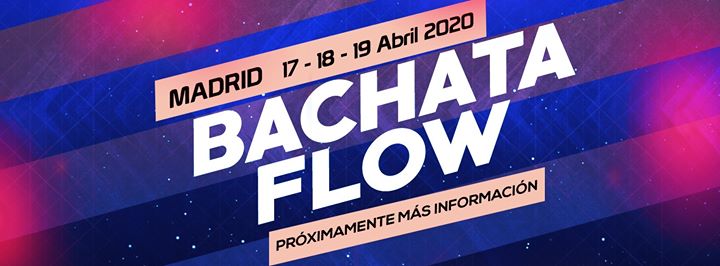 MADRID 17 - 18 - 19 Abril 2020
BACHATA
FLOW
PRÓXIMAMENTE MÁS INFORMACIÓN